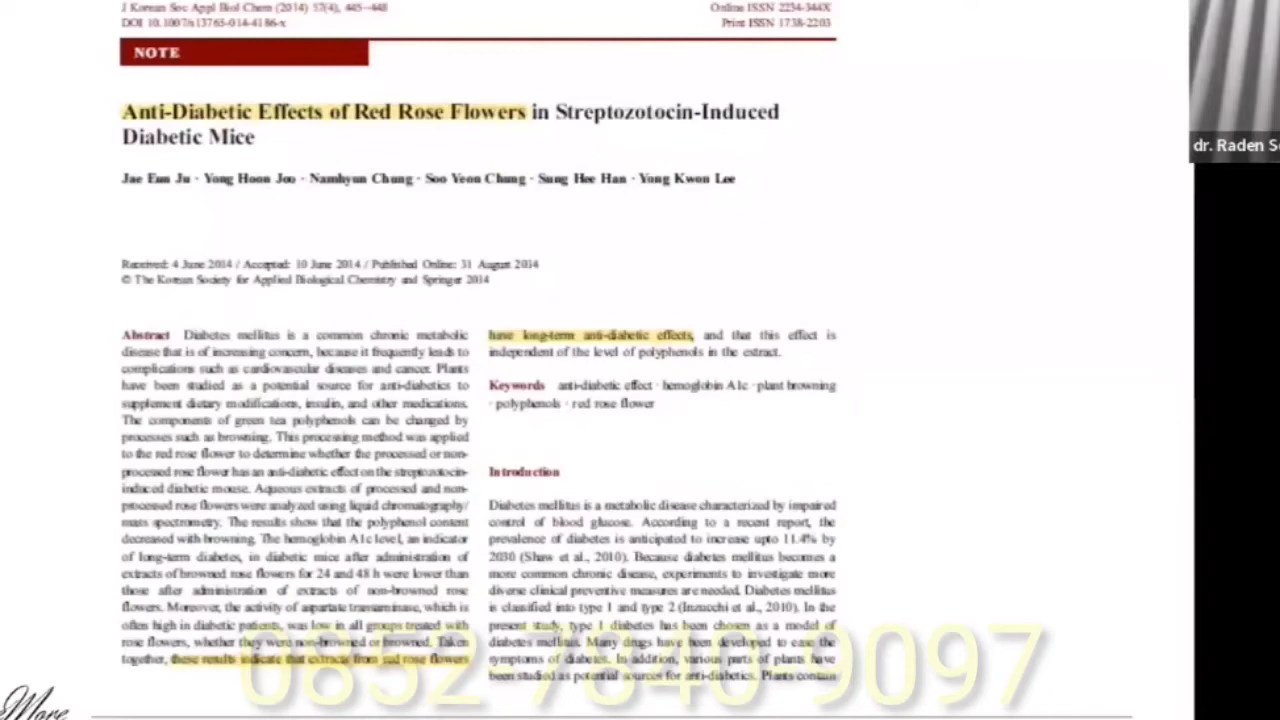 J Korean Soc Appl Biol Chem (2014) 57(4), 445−448
Online ISSN 2234-344X
DOI 10.1007/s13765-014-4186-x
Print ISSN 1738-2203
NOTE
Anti-Diabetic Effects of Red Rose Flowers in Streptozotocin-Induced
Diabetic Mice
Jae Eun Ju · Yong Hoon Joo · Namhyun Chung · Soo Yeon Chung · Sung Hee Han · Yong Kwon Lee
Received: 4 June 2014 / Accepted: 10 June 2014 / Published Online: 31 August 2014
© The Korean Society for Applied Biological Chemistry and Springer 2014
Abstract Diabetes mellitus is a common chronic metabolic
disease that is of increasing concern, because it frequently leads to
complications such as cardiovascular diseases and cancer. Plants
have been studied as a potential source for anti-diabetics to
supplement dietary modifications, insulin, and other medications.
The components of green tea polyphenols can be changed by
processes such as browning. This processing method was applied
to the red rose flower to determine whether the processed or non-
processed rose flower has an anti-diabetic effect on the streptozotocin-
induced diabetic mouse. Aqueous extracts of processed and non-
processed rose flowers were analyzed using liquid chromatography/
mass spectrometry. The results show that the polyphenol content
decreased with browning. The hemoglobin A1c level, an indicator
of long-term diabetes, in diabetic mice after administration of
extracts of browned rose flowers for 24 and 48 h were lower than
those after administration of extracts of non-browned rose
flowers. Moreover, the activity of aspartate transaminase, which is
often high in diabetic patients, was low in all groups treated with
rose flowers, whether they were non-browned or browned. Taken
together, these results indicate that extracts from red rose flowers
have long-term anti-diabetic effects, and that this effect is
independent of the level of polyphenols in the extract.
Keywords anti-diabetic effect · hemoglobin A1c · plant browning
· polyphenols · red rose flower
Introduction
Diabetes mellitus is a metabolic disease characterized by impaired
control of blood glucose. According to a recent report, the
prevalence of diabetes is anticipated to increase upto 11.4% by
2030 (Shaw et al., 2010). Because diabetes mellitus becomes a
more common chronic disease, experiments to investigate more
diverse clinical preventive measures are needed. Diabetes mellitus
is classified into type 1 and type 2 (Inzucchi et al., 2010). In the
present study, type 1 diabetes has been chosen as a model of
diabetes mellitus. Many drugs have been developed to ease the
symptoms of diabetes. In addition, various parts of plants have
been studied as potential sources for anti-diabetics. Plants contain
dr. Raden S
0852-7840-9097
More